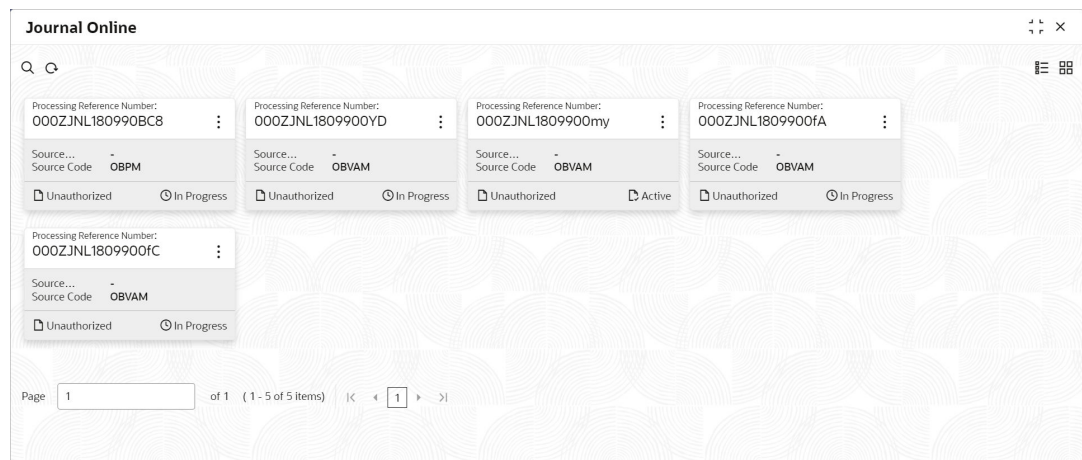 Journal Online
Processing Reference Number:
000ZJNL180990BC8
Source... -
Source Code OBPM
Unauthorized In Progress
Processing Reference Number:
000ZJNL1809900YD
Source... -
Source Code OBVAM
Unauthorized In Progress
Processing Reference Number:
000ZJNL1809900my
Source... -
Source Code OBVAM
Unauthorized Active
Processing Reference Number:
000ZJNL1809900fA
Source... -
Source Code OBVAM
Unauthorized In Progress
Processing Reference Number:
000ZJNL1809900fC
Source... -
Source Code OBVAM
Unauthorized In Progress
Page 1 of 1 ( 1 - 5 of 5 items) 1